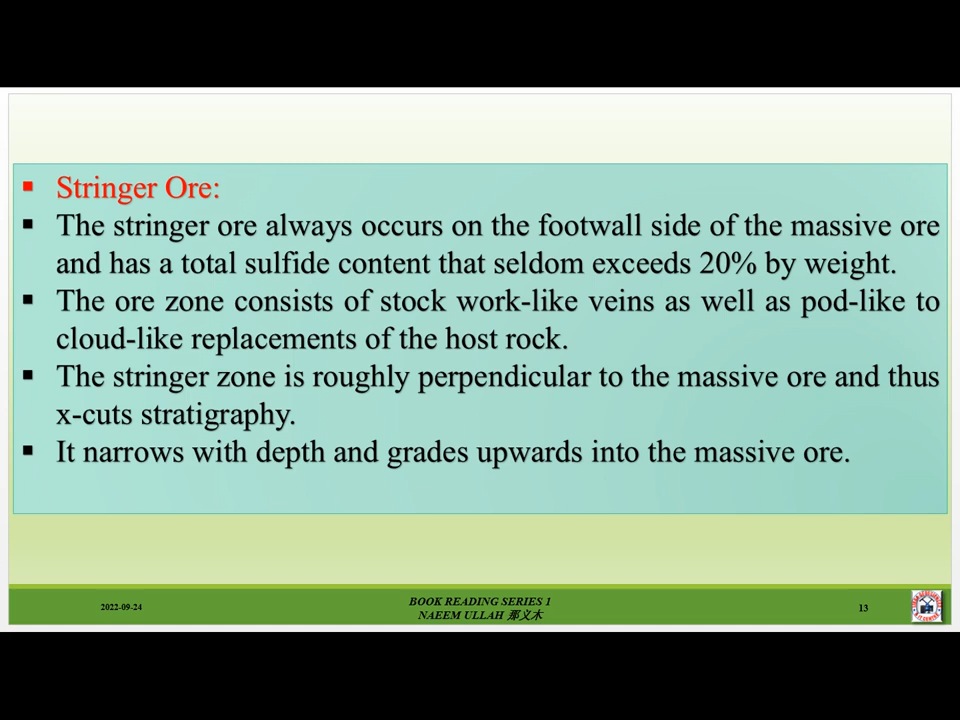 Stringer Ore:
The stringer ore always occurs on the footwall side of the massive ore
and has a total sulfide content that seldom exceeds 20% by weight.
The ore zone consists of stock work-like veins as well as pod-like to
cloud-like replacements of the host rock.
The stringer zone is roughly perpendicular to the massive ore and thus
x-cuts stratigraphy.
It narrows with depth and grades upwards into the massive ore.
2022-09-24
BOOK READING SERIES 1
NAEEM ULLAH 那义木
13